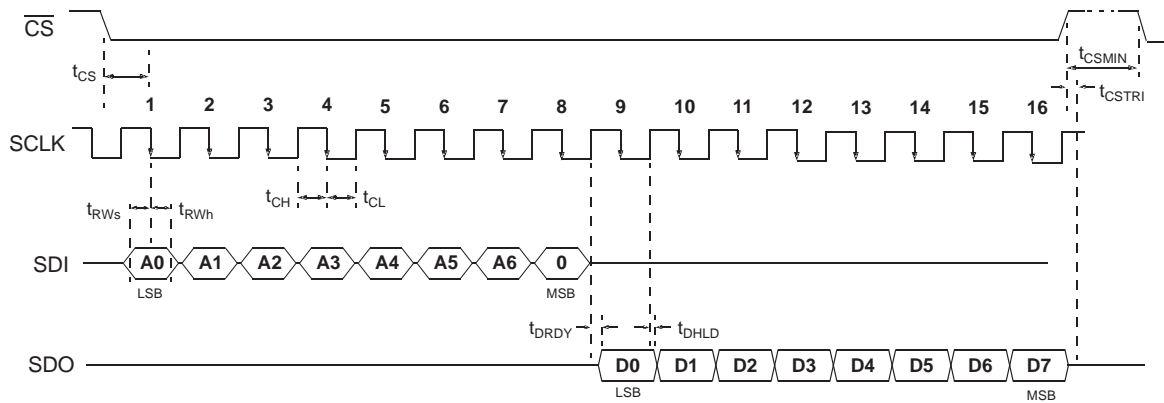 CS
tCS
tCSMIN
tCSTRI
1 2 3 4 5 6 7 8 9 10 11 12 13 14 15 16
SCLK
tRWs
tRWh
tCH
tCL
SDI
A0 A1 A2 A3 A4 A5 A6 0
LSB
MSB
tDRDY
tDHLD
SDO
D0 D1 D2 D3 D4 D5 D6 D7
LSB
MSB